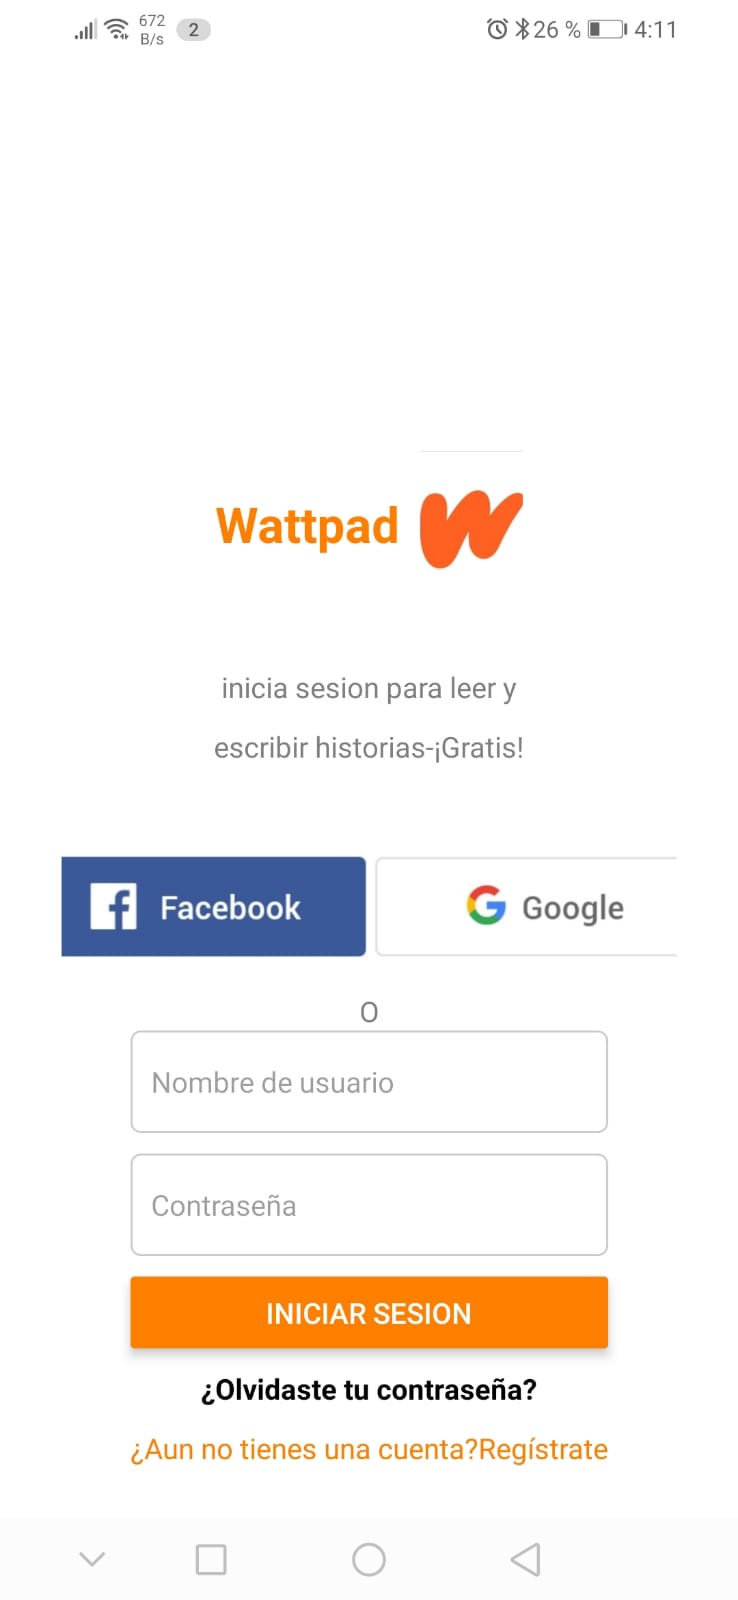 672
B/s
2
26 %
4:11
Wattpad
inicia sesion para leer y
escribir historias-¡Gratis!
Facebook
Google
O
Nombre de usuario
Contraseña
INICIAR SESION
¿Olvidaste tu contraseña?
¿Aun no tienes una cuenta?Regístrate